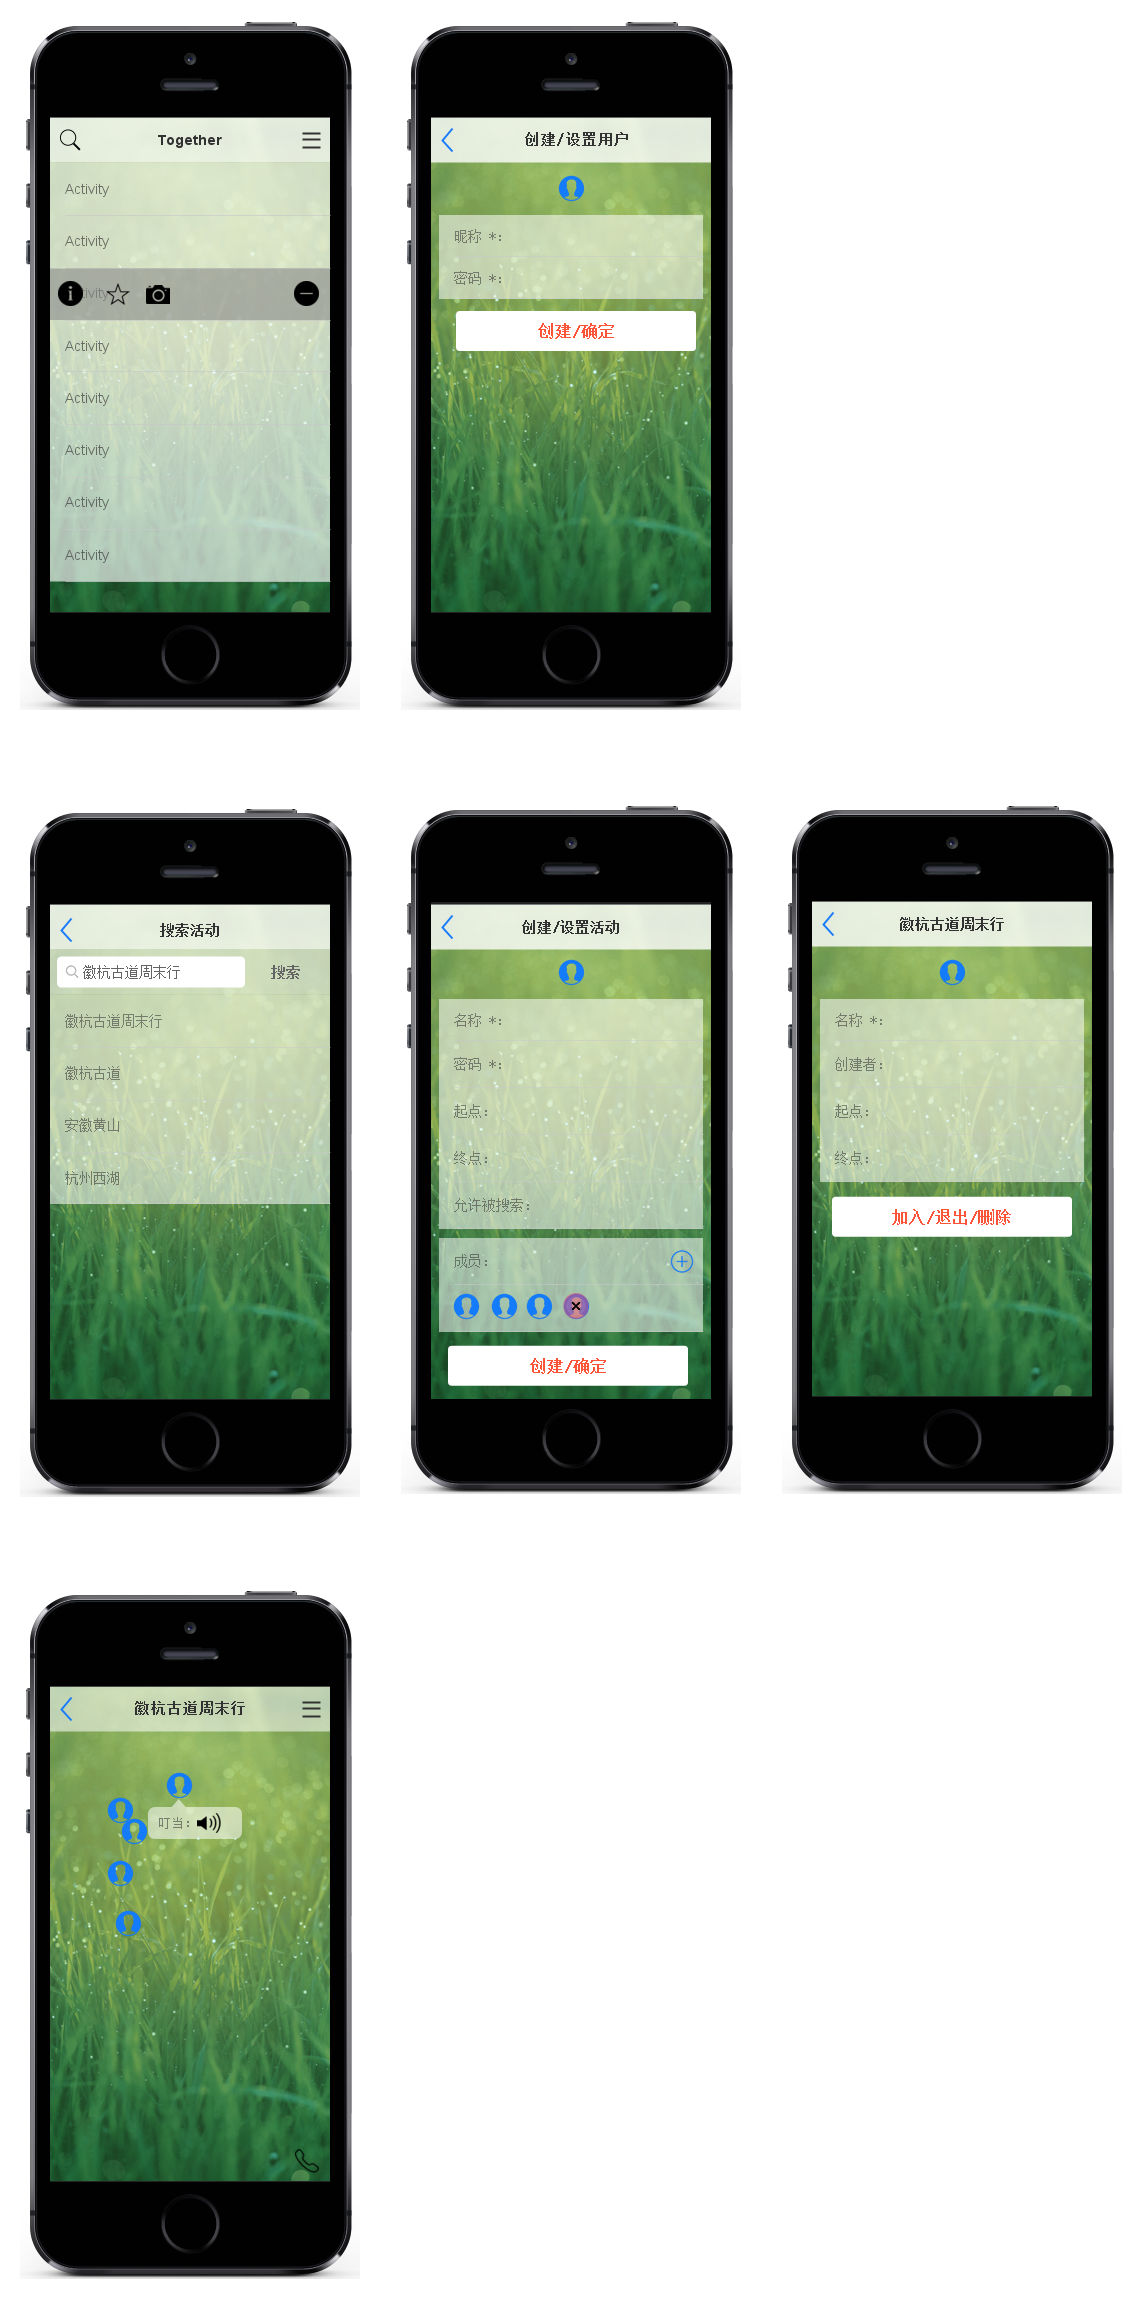 Together
Activity
Activity
Activity
Activity
Activity
Activity
Activity
创建/设置用户
昵称 *:
密码 *:
创建/确定
搜索活动
徽杭古道周末行 搜索
徽杭古道周末行
徽杭古道
安徽黄山
杭州西湖
创建/设置活动
名称 *:
密码 *:
起点:
终点:
允许被搜索:
成员:
创建/确定
徽杭古道周末行
名称 *:
创建者:
起点:
终点:
加入/退出/删除
徽杭古道周末行
叮当: